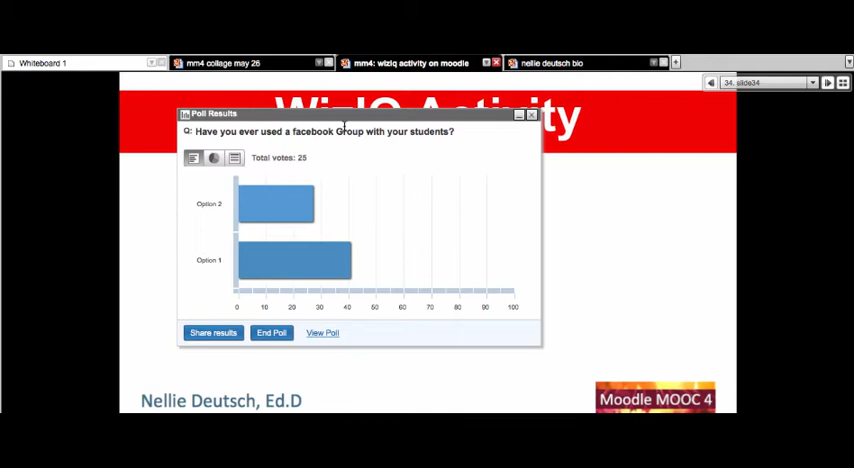 Whiteboard 1
mm4 collage may 26
mm4: wiziq activity on moodle
nellie deutsch bio
34. slide34
WizIQ Activity
Poll Results
Q: Have you ever used a facebook Group with your students?
Total votes: 25
Option 2
Option 1
0 10 20 30 40 50 60 70 80 90 100
Share results End Poll View Poll
Nellie Deutsch, Ed.D
Moodle MOOC 4